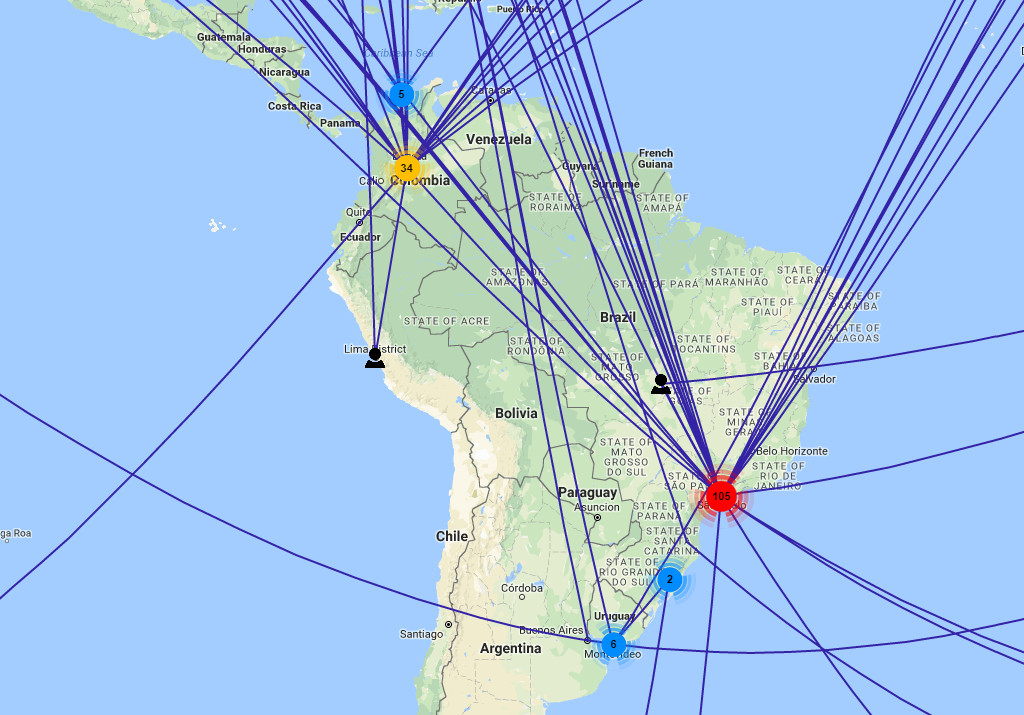 Puerto Rico
Guatemala
Honduras
Caribbean Sea
Nicaragua
5
Caracas
Costa Rica
Panama
Venezuela
French
Guiana
Guyana
34
Cali
Colombia
Suriname
STATE OF
RORAIMA
STATE OF
AMAPÁ
Quito
Ecuador
STATE OF
AMAZONAS
STATE OF PARÁ
STATE OF
MARANHÃO
STATE OF
CEARÁ
STATE OF
PIAUÍ
STATE OF
PARAÍBA
Brazil
STATE OF ACRE
STATE OF
ALAGOAS
Lima District
STATE OF
RONDÔNIA
STATE OF
TOCANTINS
STATE OF
MATO
GROSSO
STATE OF
BAHIA
Salvador
STATE OF
GOIÁS
Bolivia
STATE OF
MINAS
GERAIS
STATE OF
MATO
GROSSO
DO SUL
Belo Horizonte
STATE OF
RIO DE
JANEIRO
STATE OF
SÃO PAULO
105
São Paulo
Paraguay
Asuncion
STATE OF
PARANÁ
Chile
STATE OF
SANTA
CATARINA
STATE OF
RIO GRANDE
DO SUL
2
Córdoba
Uruguay
Santiago
Buenos Aires
6
Montevideo
Argentina